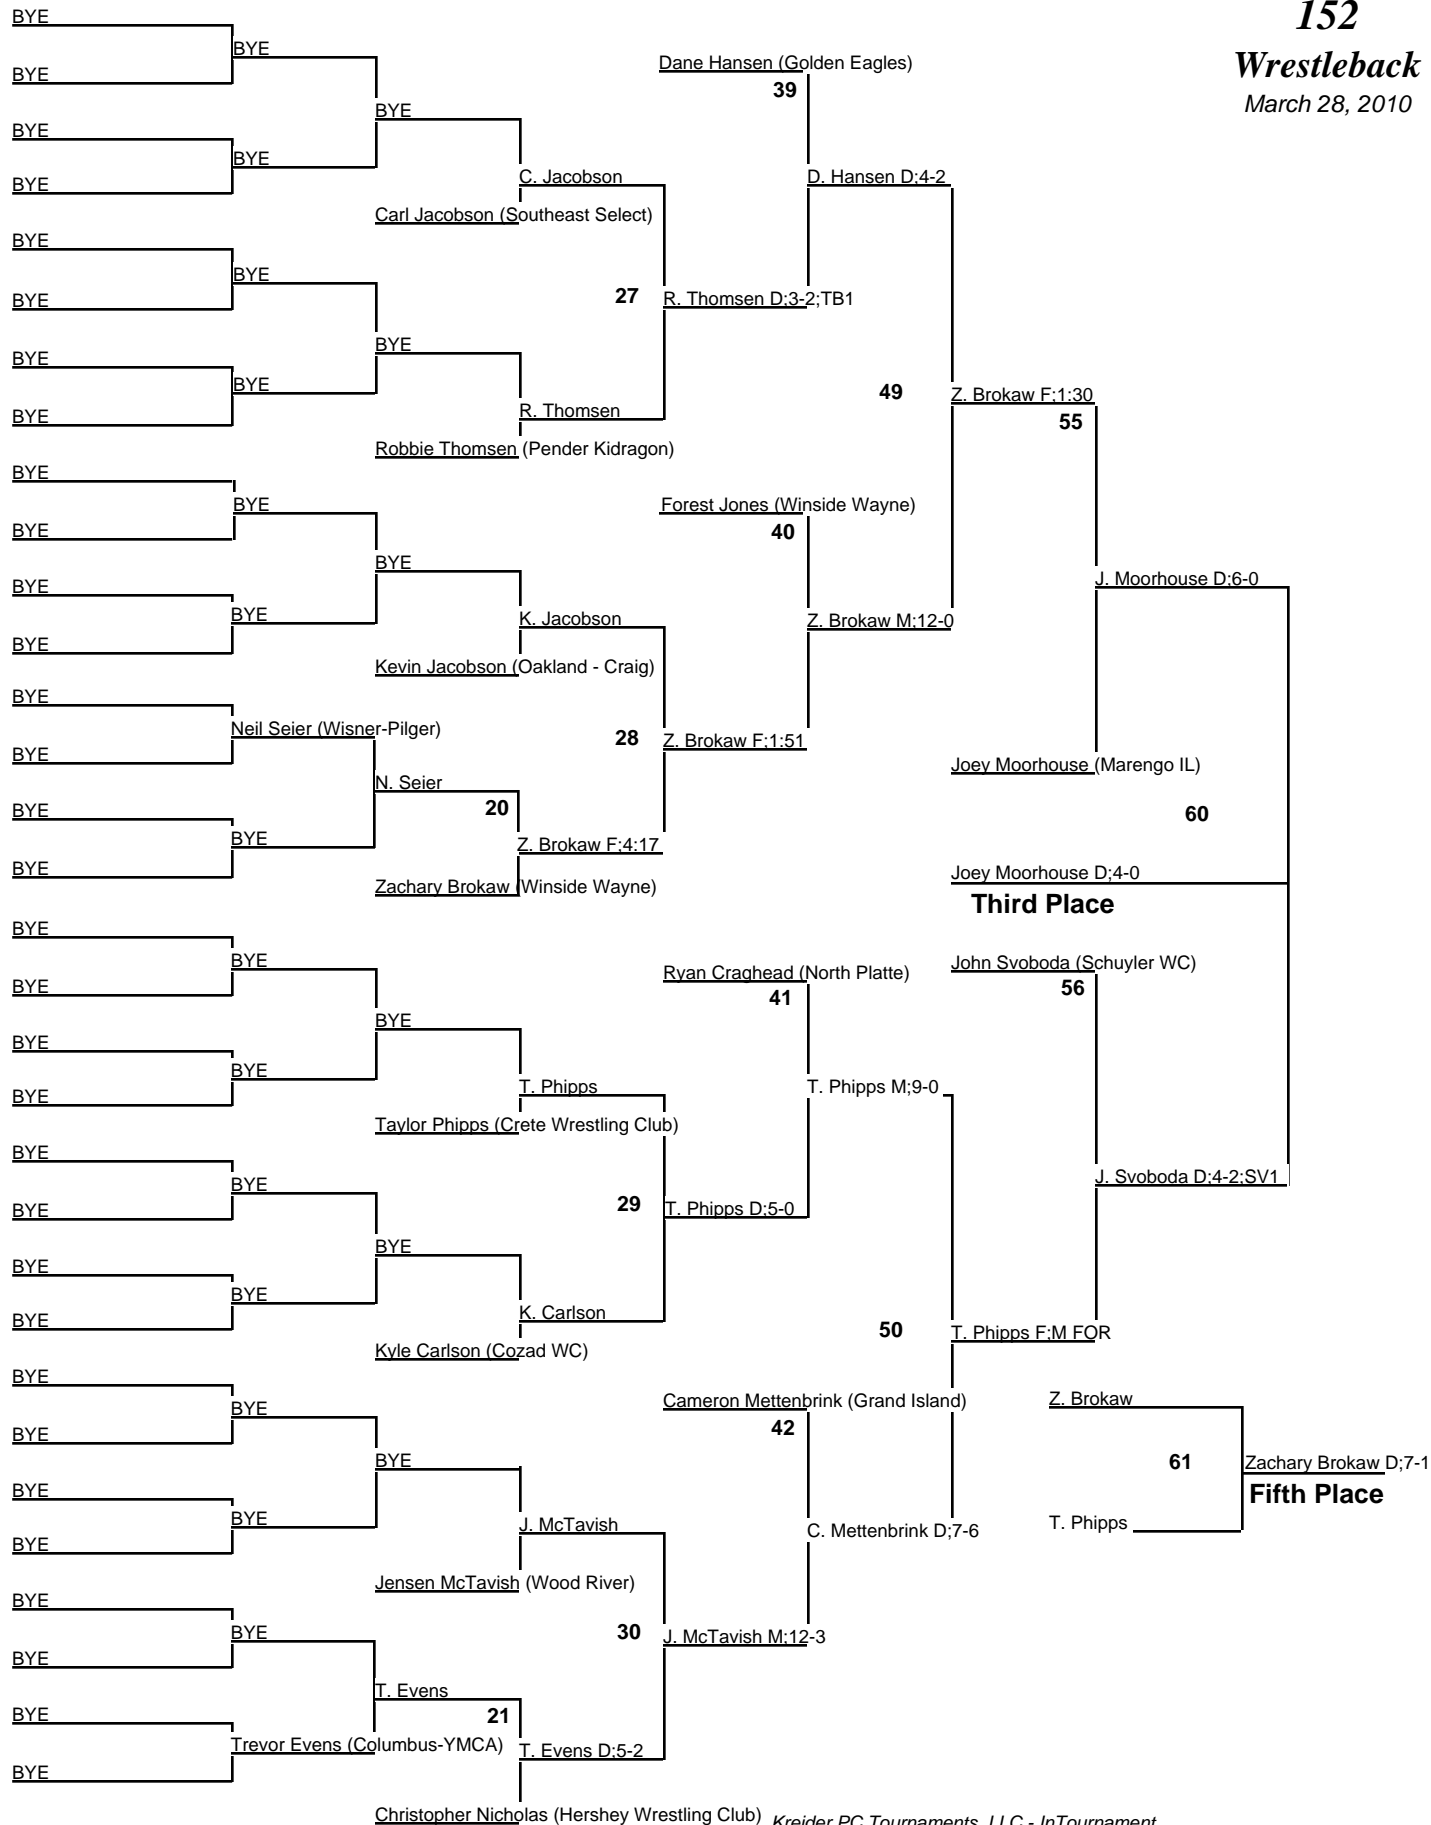 152
Wrestleback
March 28, 2010
BYE
BYE
BYE
Dane Hansen (Golden Eagles)
39
BYE
BYE
BYE
BYE
C. Jacobson
D. Hansen D;4-2
BYE
Carl Jacobson (Southeast Select)
BYE
BYE
27
R. Thomsen D;3-2;TB1
BYE
BYE
BYE
BYE
49
Z. Brokaw F;1:30
BYE
R. Thomsen
55
Robbie Thomsen (Pender Kidragon)
BYE
BYE
Forest Jones (Winside Wayne)
BYE
40
BYE
BYE
J. Moorhouse D;6-0
BYE
K. Jacobson
Z. Brokaw M;12-0
BYE
Kevin Jacobson (Oakland - Craig)
BYE
Neil Seier (Wisner-Pilger)
28
Z. Brokaw F;1:51
BYE
Joey Moorhouse (Marengo IL)
N. Seier
20
60
BYE
BYE
Z. Brokaw F;4:17
BYE
Joey Moorhouse D;4-0
Zachary Brokaw (Winside Wayne)
Third Place
BYE
BYE
Ryan Craghead (North Platte)
John Svoboda (Schuyler WC)
BYE
41
56
BYE
BYE
BYE
T. Phipps
T. Phipps M;9-0
BYE
Taylor Phipps (Crete Wrestling Club)
BYE
BYE
J. Svoboda D;4-2;SV1
29
T. Phipps D;5-0
BYE
BYE
BYE
BYE
K. Carlson
BYE
50
T. Phipps F;M FOR
Kyle Carlson (Cozad WC)
BYE
BYE
Cameron Mettenbrink (Grand Island)
Z. Brokaw
42
BYE
BYE
61
Zachary Brokaw D;7-1
Fifth Place
BYE
BYE
J. McTavish
T. Phipps
C. Mettenbrink D;7-6
BYE
Jensen McTavish (Wood River)
BYE
BYE
30
J. McTavish M;12-3
BYE
T. Evens
21
BYE
Trevor Evens (Columbus-YMCA)
T. Evens D;5-2
BYE
Christopher Nicholas (Hershey Wrestling Club)
Kreider PC Tournaments, LLC - InTournament